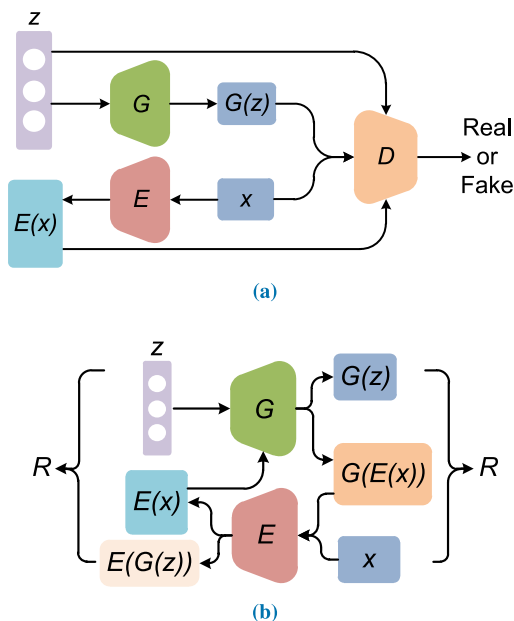 z
G
G(z)
D
Real
or
Fake
E
x
E(x)
(a)
z
G
G(z)
R
R
E(x)
G(E(x))
E
E(G(z))
x
(b)